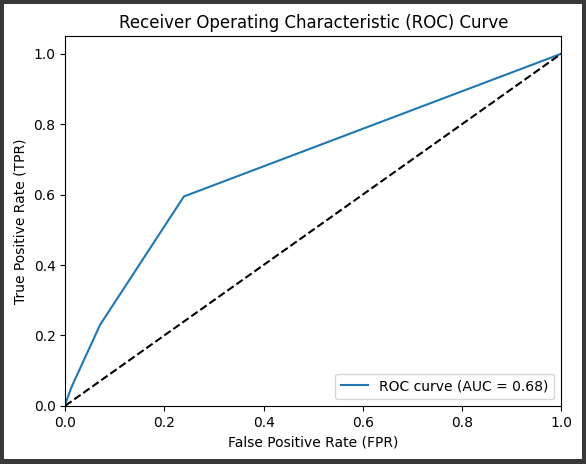 Receiver Operating Characteristic (ROC) Curve
True Positive Rate (TPR)
1.0
0.8
0.6
0.4
0.2
0.0
0.0 0.2 0.4 0.6 0.8 1.0
False Positive Rate (FPR)
ROC curve (AUC = 0.68)